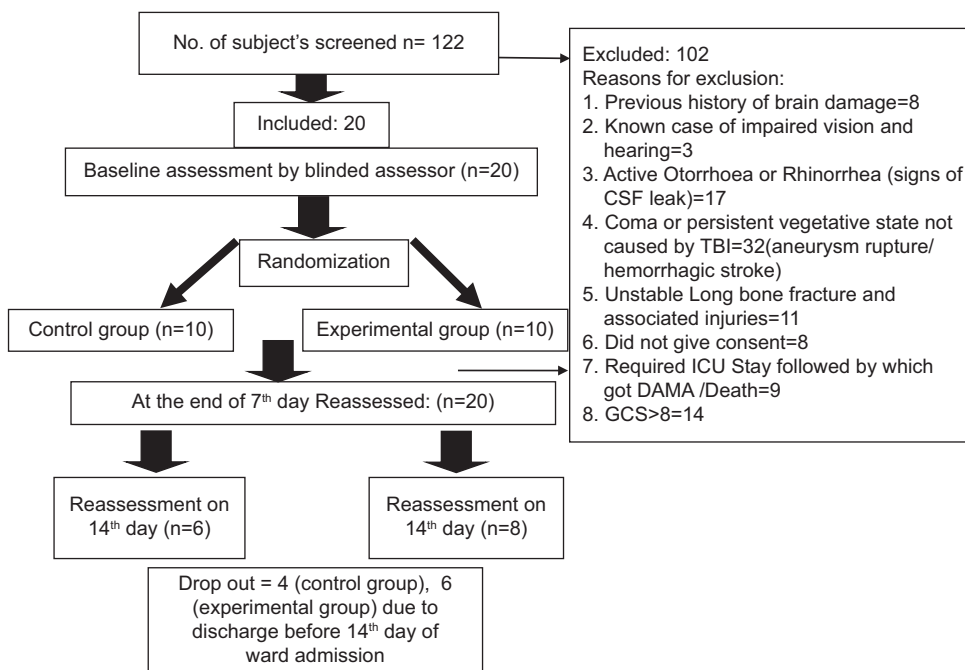 No. of subject's screened n= 122
Excluded: 102
Reasons for exclusion:
1. Previous history of brain damage=8
2. Known case of impaired vision and
hearing=3
3. Active Otorrhoea or Rhinorrhea (signs of
CSF leak)=17
4. Coma or persistent vegetative state not
caused by TBI=32(aneurysm rupture/
hemorrhagic stroke)
5. Unstable Long bone fracture and
associated injuries=11
6. Did not give consent=8
7. Required ICU Stay followed by which
got DAMA /Death=9
8. GCS>8=14
Included: 20
Baseline assessment by blinded assessor (n=20)
Randomization
Control group (n=10)
Experimental group (n=10)
At the end of 7th day Reassessed: (n=20)
Reassessment on
14th day (n=6)
Reassessment on
14th day (n=8)
Drop out = 4 (control group), 6
(experimental group) due to
discharge before 14th day of
ward admission